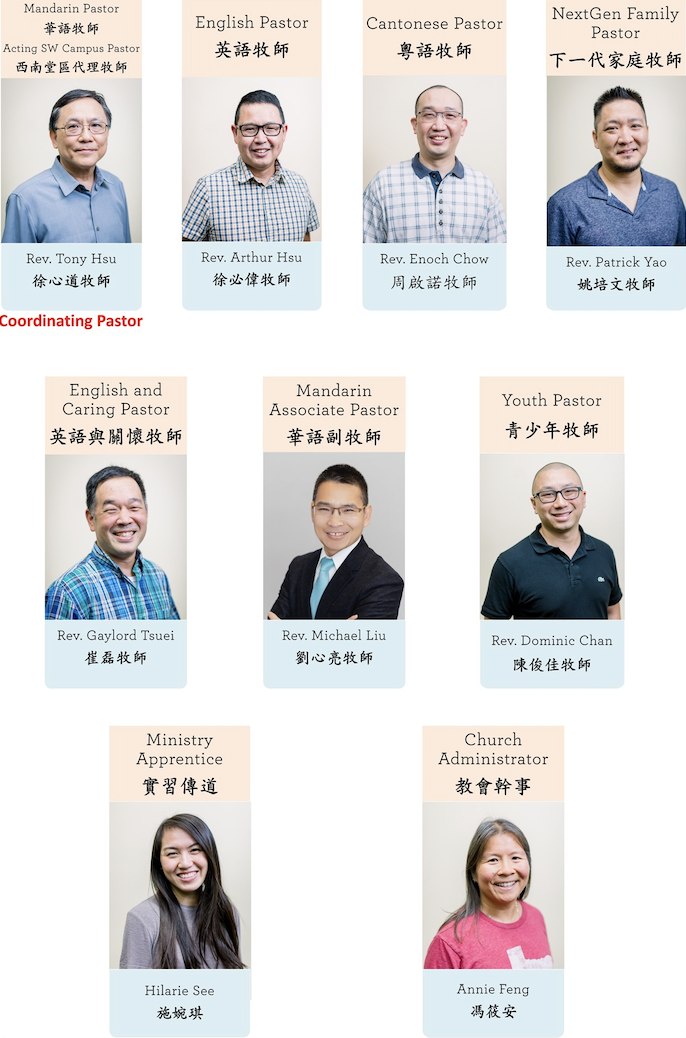 Mandarin Pastor
華語牧師
Acting SW Campus Pastor
西南堂區代理牧師
Rev. Tony Hsu
徐心道牧師
Coordinating Pastor
English Pastor
英語牧師
Rev. Arthur Hsu
徐必偉牧師
Cantonese Pastor
粵語牧師
Rev. Enoch Chow
周啟諾牧師
NextGen Family
Pastor
下一代家庭牧師
Rev. Patrick Yao
姚培文牧師
English and
Caring Pastor
英語與關懷牧師
Rev. Gaylord Tsuei
崔磊牧師
Mandarin
Associate Pastor
華語副牧師
Rev. Michael Liu
劉心亮牧師
Youth Pastor
青少年牧師
Rev. Dominic Chan
陳俊佳牧師
Ministry
Apprentice
實習傳道
Hilarie See
施婉琪
Church
Administrator
教會幹事
Annie Feng
馮筱安